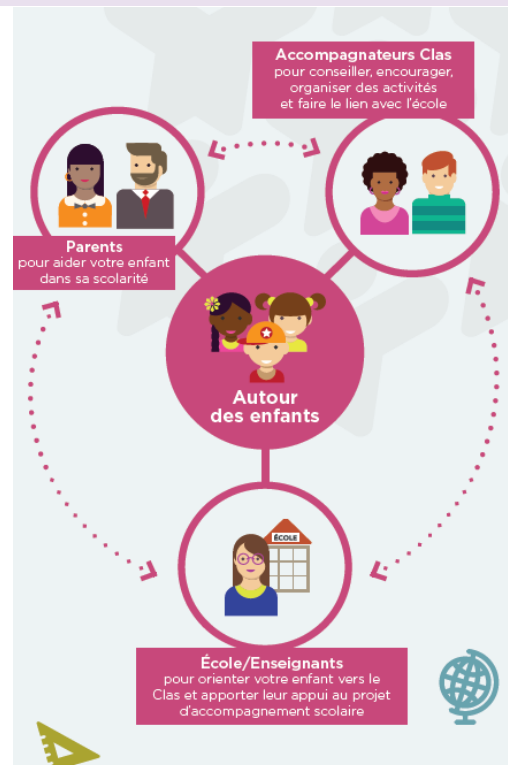 Accompagnateurs Clas
pour conseiller, encourager,
organiser des activités
et faire le lien avec l'école
Parents
pour aider votre enfant
dans sa scolarité
Autour
des enfants
ÉCOLE
École/Enseignants
pour orienter votre enfant vers le
Clas et apporter leur appui au projet
d'accompagnement scolaire